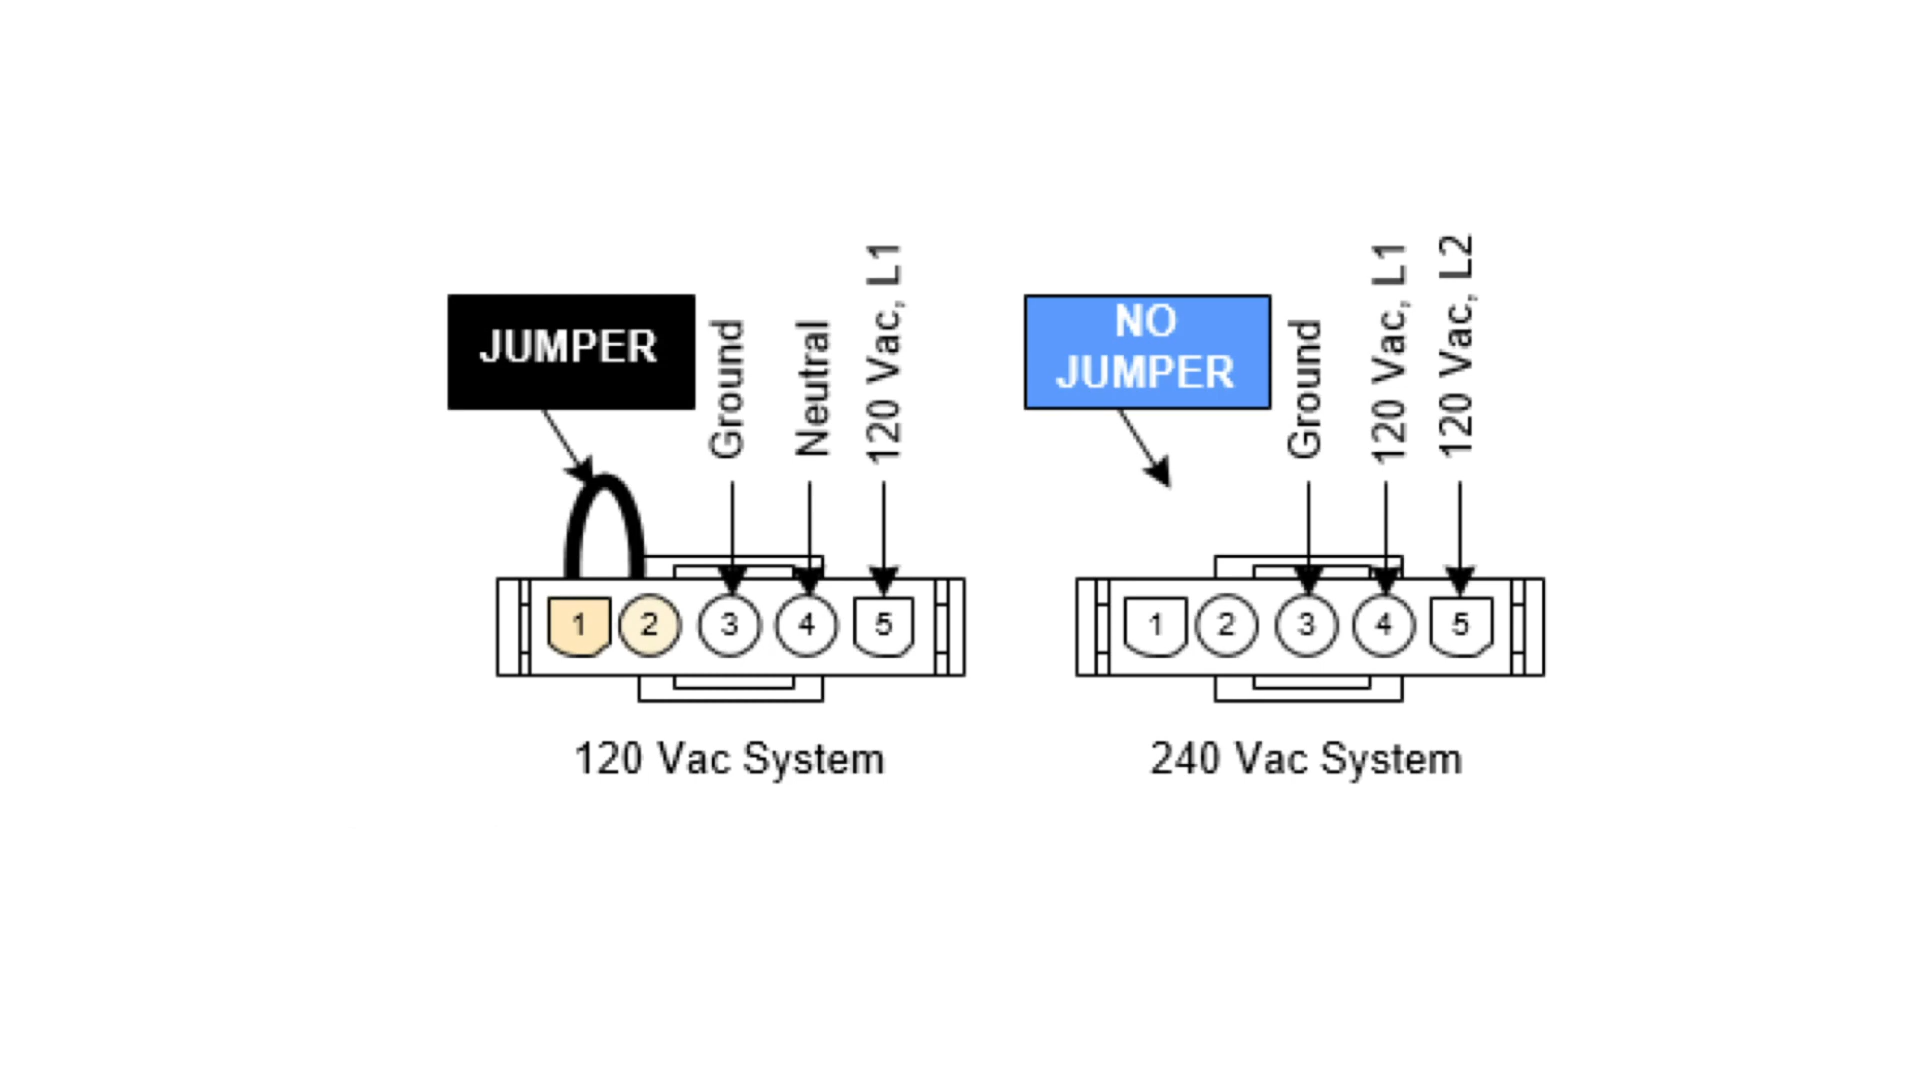 JUMPER
Ground
Neutral
120 Vac, L1
1
2
3
4
5
120 Vac System
NO
JUMPER
Ground
120 Vac, L1
120 Vac, L2
1
2
3
4
5
240 Vac System